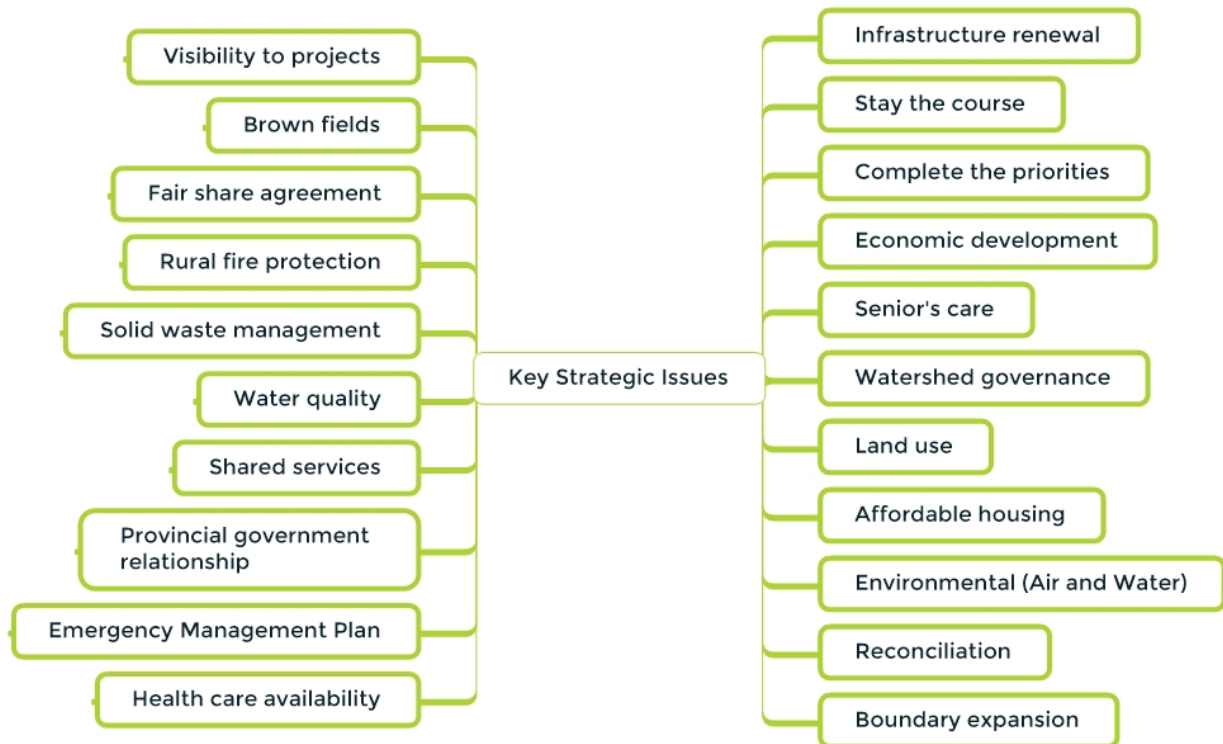 Visibility to projects
Brown fields
Fair share agreement
Rural fire protection
Solid waste management
Water quality
Shared services
Provincial government
relationship
Emergency Management Plan
Health care availability
Key Strategic Issues
Infrastructure renewal
Stay the course
Complete the priorities
Economic development
Senior's care
Watershed governance
Land use
Affordable housing
Environmental (Air and Water)
Reconciliation
Boundary expansion